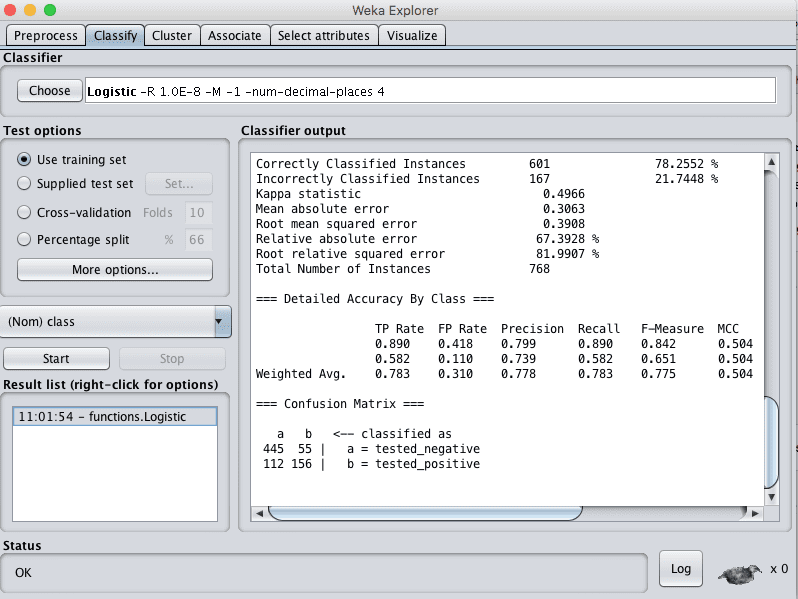 Weka Explorer
Preprocess Classify Cluster Associate Select attributes Visualize
Classifier
Choose Logistic -R 1.0E-8 -M -1 -num-decimal-places 4
Test options
Use training set
Supplied test set Set...
Cross-validation Folds 10
Percentage split % 66
More options...
(Nom) class
Start Stop
Result list (right-click for options)
11:01:54 - functions.Logistic
Classifier output
Correctly Classified Instances 601 78.2552 %
Incorrectly Classified Instances 167 21.7448 %
Kappa statistic 0.4966
Mean absolute error 0.3063
Root mean squared error 0.3908
Relative absolute error 67.3928 %
Root relative squared error 81.9907 %
Total Number of Instances 768
=== Detailed Accuracy By Class ===
TP Rate FP Rate Precision Recall F-Measure MCC
0.890 0.418 0.799 0.890 0.842 0.504
0.582 0.110 0.739 0.582 0.651 0.504
Weighted Avg. 0.783 0.310 0.778 0.783 0.775 0.504
=== Confusion Matrix ===
a b <-- classified as
445 55 | a = tested_negative
112 156 | b = tested_positive
Status
OK
Log x 0